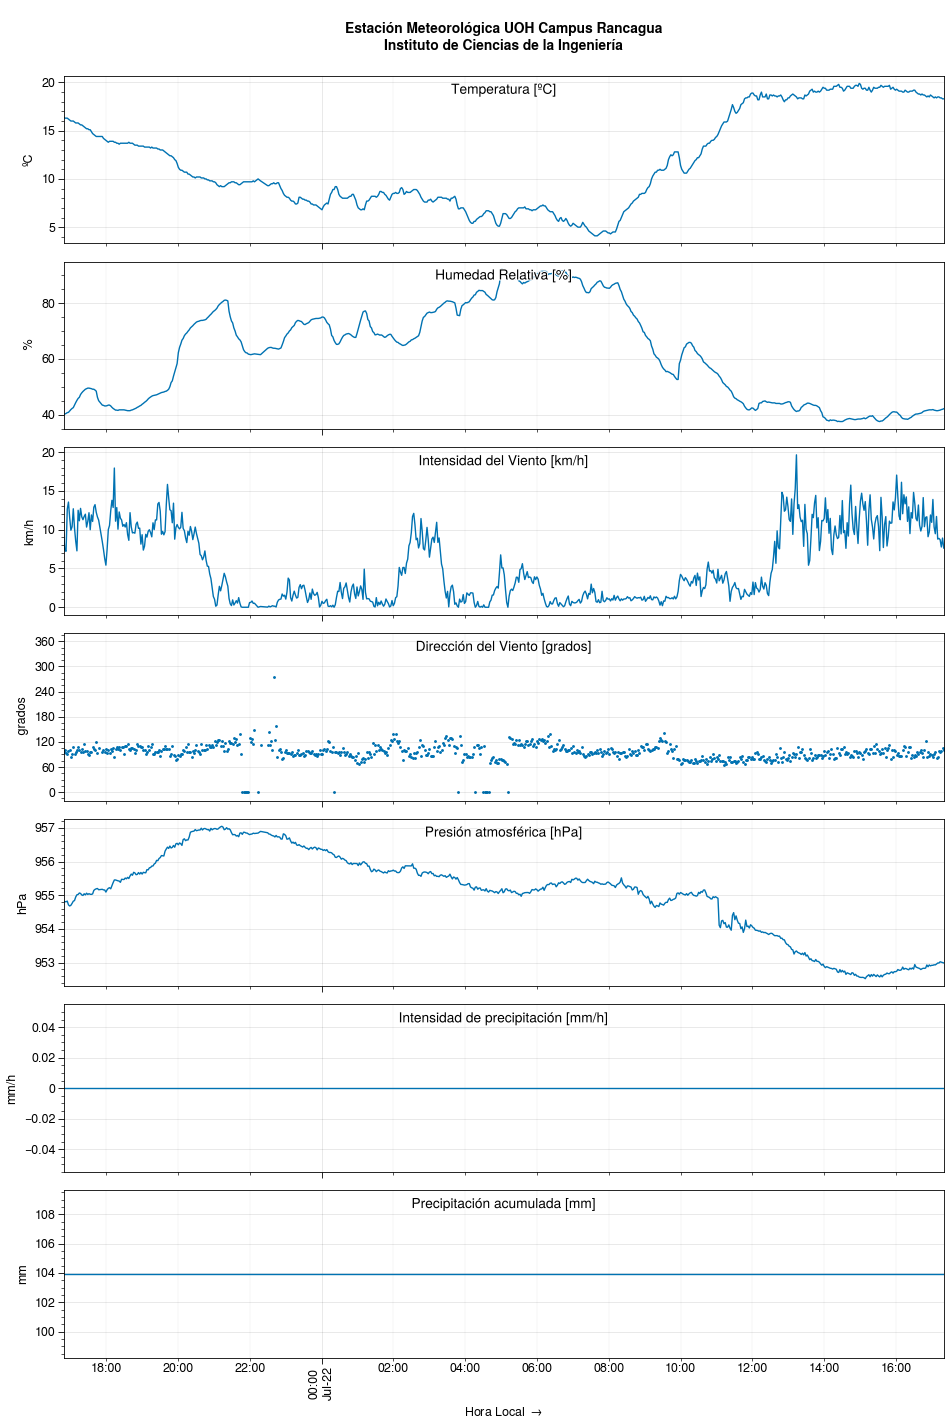 Estación Meteorológica UOH Campus Rancagua
Instituto de Ciencias de la Ingeniería
Temperatura [ºC]
20
15
10
5
ºC
Humedad Relativa [%]
80
60
40
%
Intensidad del Viento [km/h]
20
15
10
5
0
km/h
Dirección del Viento [grados]
360
300
240
180
120
60
0
grados
Presión atmosférica [hPa]
957
956
955
954
953
hPa
Intensidad de precipitación [mm/h]
0.04
0.02
0
−0.02
−0.04
mm/h
Precipitación acumulada [mm]
108
106
104
102
100
mm
18:00 20:00 22:00 00:00 02:00 04:00 06:00 08:00 10:00 12:00 14:00 16:00
Jul-22
Hora Local →